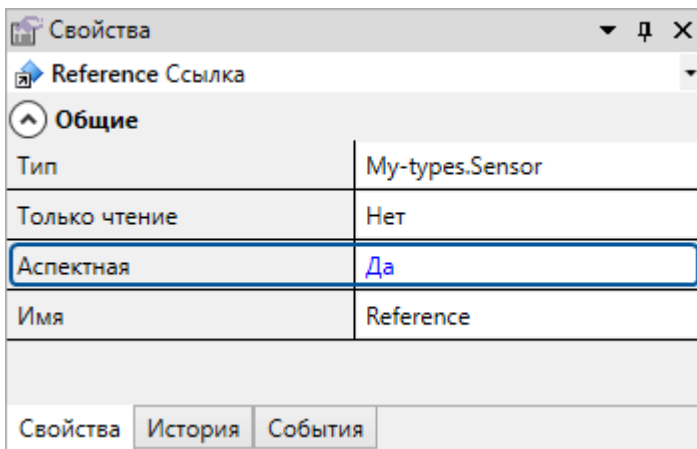 Свойства
Reference Ссылка
Общие
Тип My-types.Sensor
Только чтение Нет
Аспектная Да
Имя Reference
Свойства История События